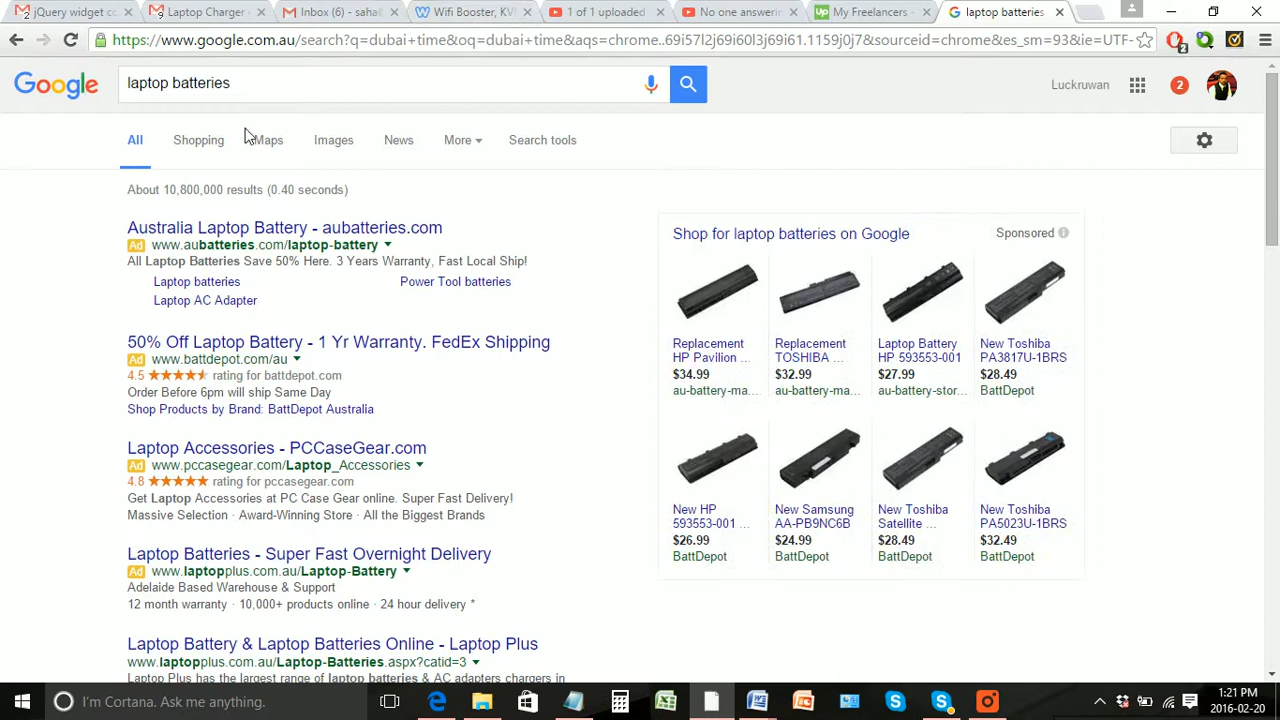 jQuery widget co
Laptop Charger
Inbox (6) - saha
Wifi Booster, KV
1 of 1 uploaded
No one answerin
My Freelancers
laptop batteries
https://www.google.com.au/search?q=dubai+time&oq=dubai+time&aqs=chrome..69i57l2j69i60l3j69i61.1159j0j7&sourceid=chrome&es_sm=93&ie=UTF-
Google
laptop batteries
Luckruwan
2
All
Shopping
Maps
Images
News
More
Search tools
About 10,800,000 results (0.40 seconds)
Australia Laptop Battery - aubatteries.com
Ad www.aubatteries.com/laptop-battery
All Laptop Batteries Save 50% Here. 3 Years Warranty, Fast Local Ship!
Laptop batteries
Power Tool batteries
Laptop AC Adapter
50% Off Laptop Battery - 1 Yr Warranty. FedEx Shipping
Ad www.battdepot.com/au
4.5 ★★★★★ rating for battdepot.com
Order Before 6pm will ship Same Day
Shop Products by Brand: BattDepot Australia
Laptop Accessories - PCCaseGear.com
Ad www.pccasegear.com/Laptop_Accessories
4.8 ★★★★★ rating for pccasegear.com
Get Laptop Accessories at PC Case Gear online. Super Fast Delivery!
Massive Selection · Award-Winning Store · All the Biggest Brands
Laptop Batteries - Super Fast Overnight Delivery
Ad www.laptopplus.com.au/Laptop-Battery
Adelaide Based Warehouse & Support
12 month warranty · 10,000+ products online · 24 hour delivery *
Laptop Battery & Laptop Batteries Online - Laptop Plus
www.laptopplus.com.au/Laptop-Batteries.aspx?catid=3
Laptop Plus has the largest range of laptop batteries & AC adapters chargers in
Shop for laptop batteries on Google
Sponsored
Replacement
HP Pavilion ...
$34.99
au-battery-ma...
Replacement
TOSHIBA ...
$32.99
au-battery-ma...
Laptop Battery
HP 593553-001
$27.99
au-battery-stor...
New Toshiba
PA3817U-1BRS
$28.49
BattDepot
New HP
593553-001 ...
$26.99
BattDepot
New Samsung
AA-PB9NC6B
$24.99
BattDepot
New Toshiba
Satellite ...
$28.49
BattDepot
New Toshiba
PA5023U-1BRS
$32.49
BattDepot
I'm Cortana. Ask me anything.
1:21 PM
2016-02-20